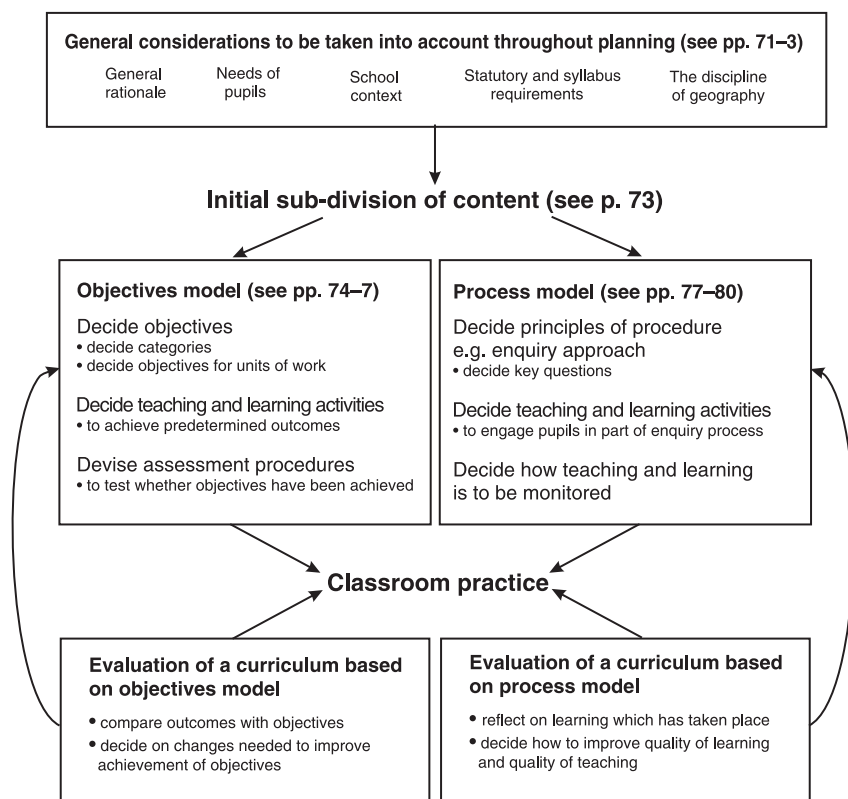 General considerations to be taken into account throughout planning (see pp. 71–3)
General
rationale
Needs of
pupils
School
context
Statutory and syllabus
requirements
The discipline
of geography
Initial sub-division of content (see p. 73)
Objectives model (see pp. 74–7)
Decide objectives
• decide categories
• decide objectives for units of work
Decide teaching and learning activities
• to achieve predetermined outcomes
Devise assessment procedures
• to test whether objectives have been achieved
Process model (see pp. 77–80)
Decide principles of procedure
e.g. enquiry approach
• decide key questions
Decide teaching and learning activities
• to engage pupils in part of enquiry process
Decide how teaching and learning
is to be monitored
Classroom practice
Evaluation of a curriculum based
on objectives model
• compare outcomes with objectives
• decide on changes needed to improve
achievement of objectives
Evaluation of a curriculum based
on process model
• reflect on learning which has taken place
• decide how to improve quality of learning
and quality of teaching